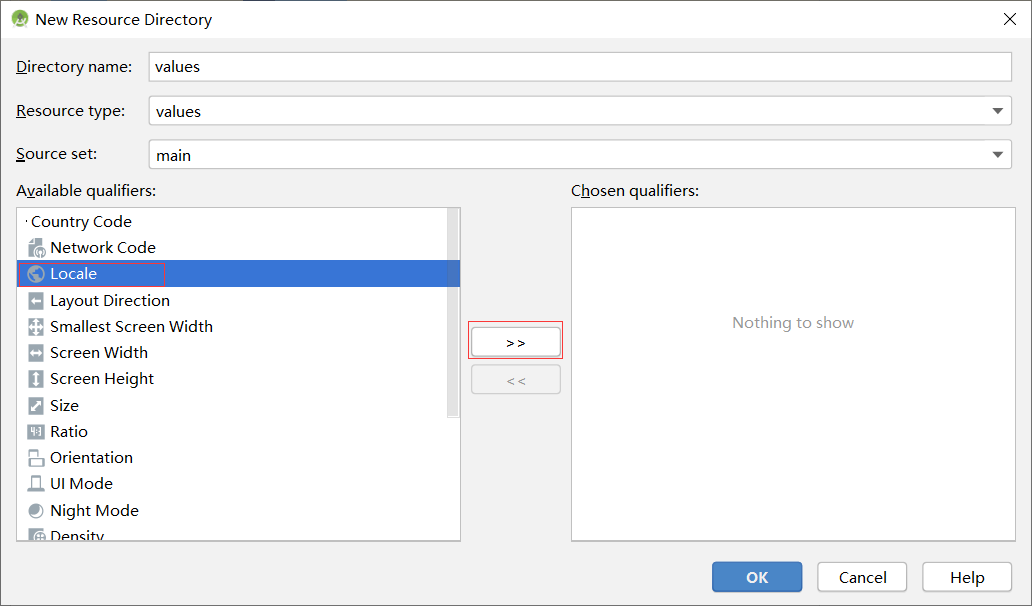 New Resource Directory
Directory name: values
Resource type: values
Source set: main
Available qualifiers:
Chosen qualifiers:
Country Code
Network Code
Locale
Layout Direction
Smallest Screen Width
Screen Width
Screen Height
Size
Ratio
Orientation
UI Mode
Night Mode
Density
>>
<<
Nothing to show
OK
Cancel
Help